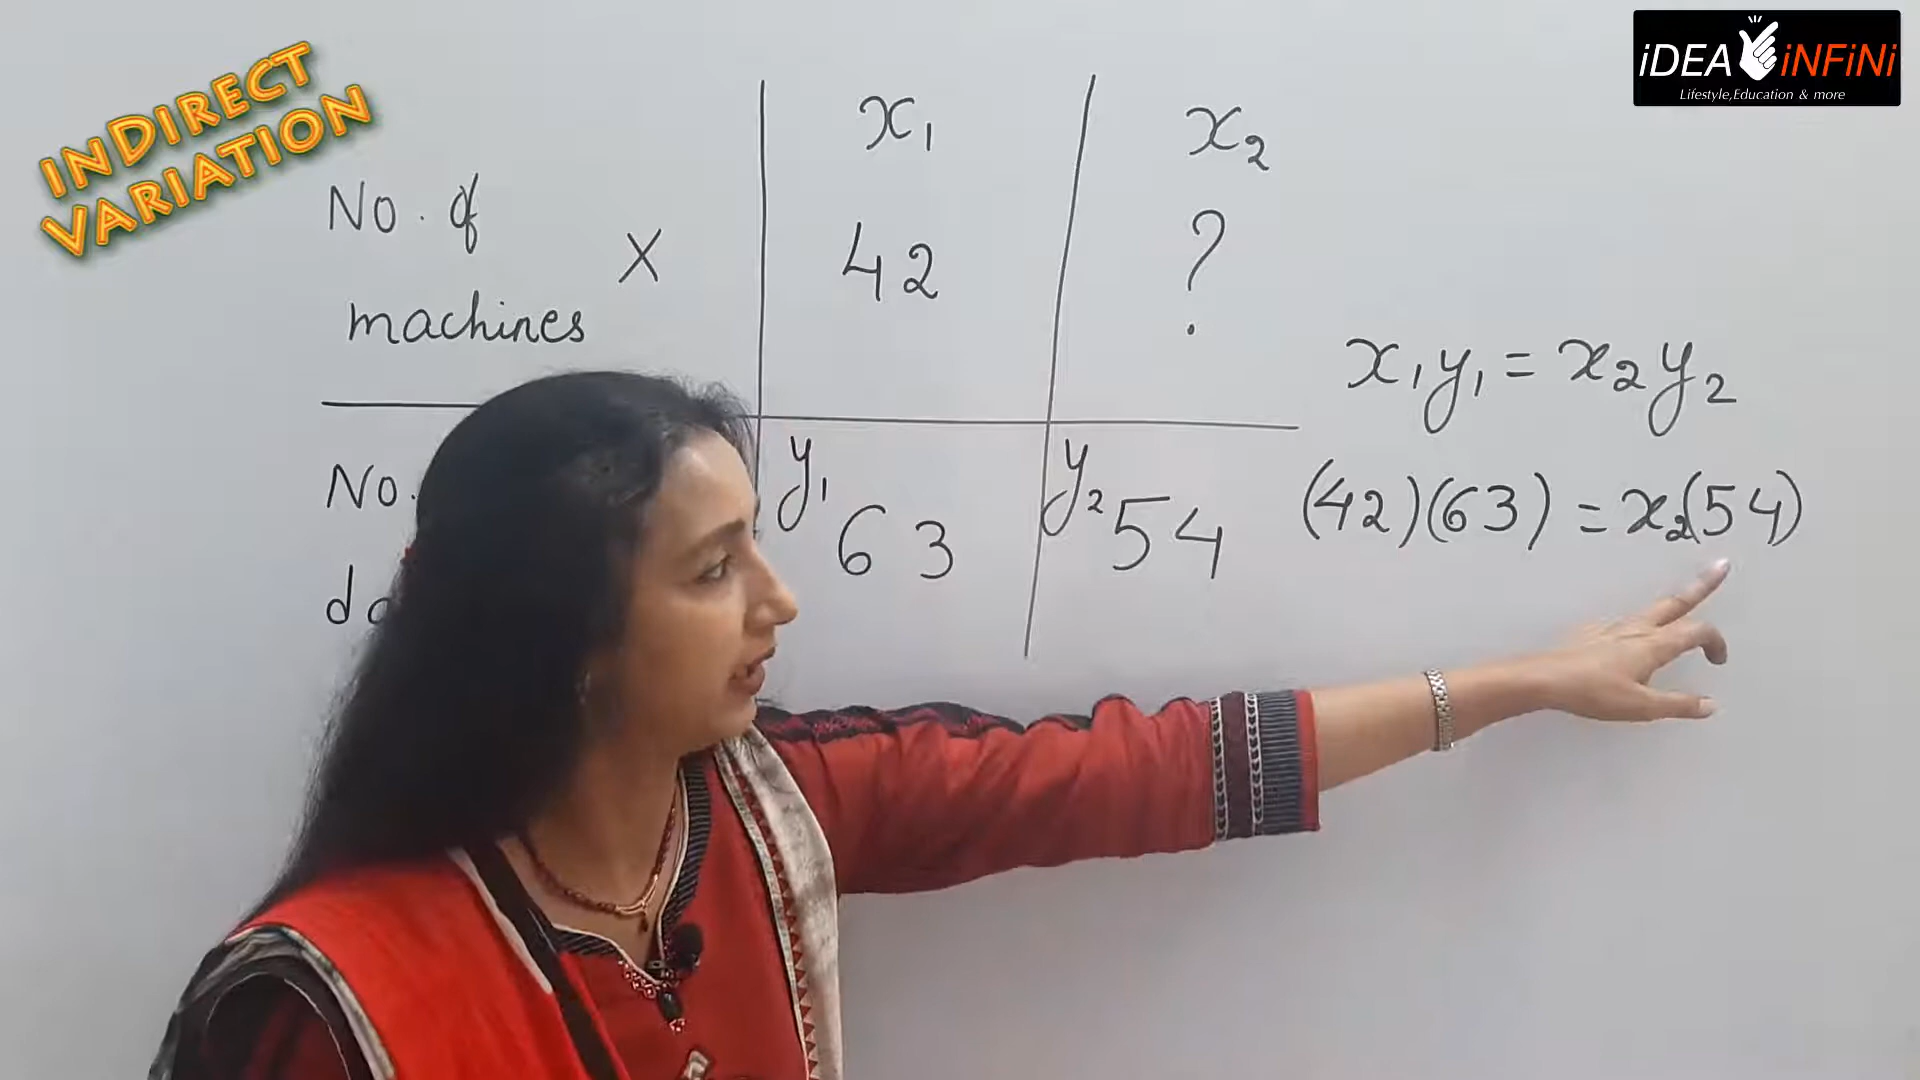 INDIRECT
VARIATION
iDEA iNFiNi
Lifestyle,Education & more
x₁ x₂
No. of
machines X 42 ?
x₁y₁ = x₂y₂
y₁ y₂
No. 63 54
(42)(63) = x₂(54)